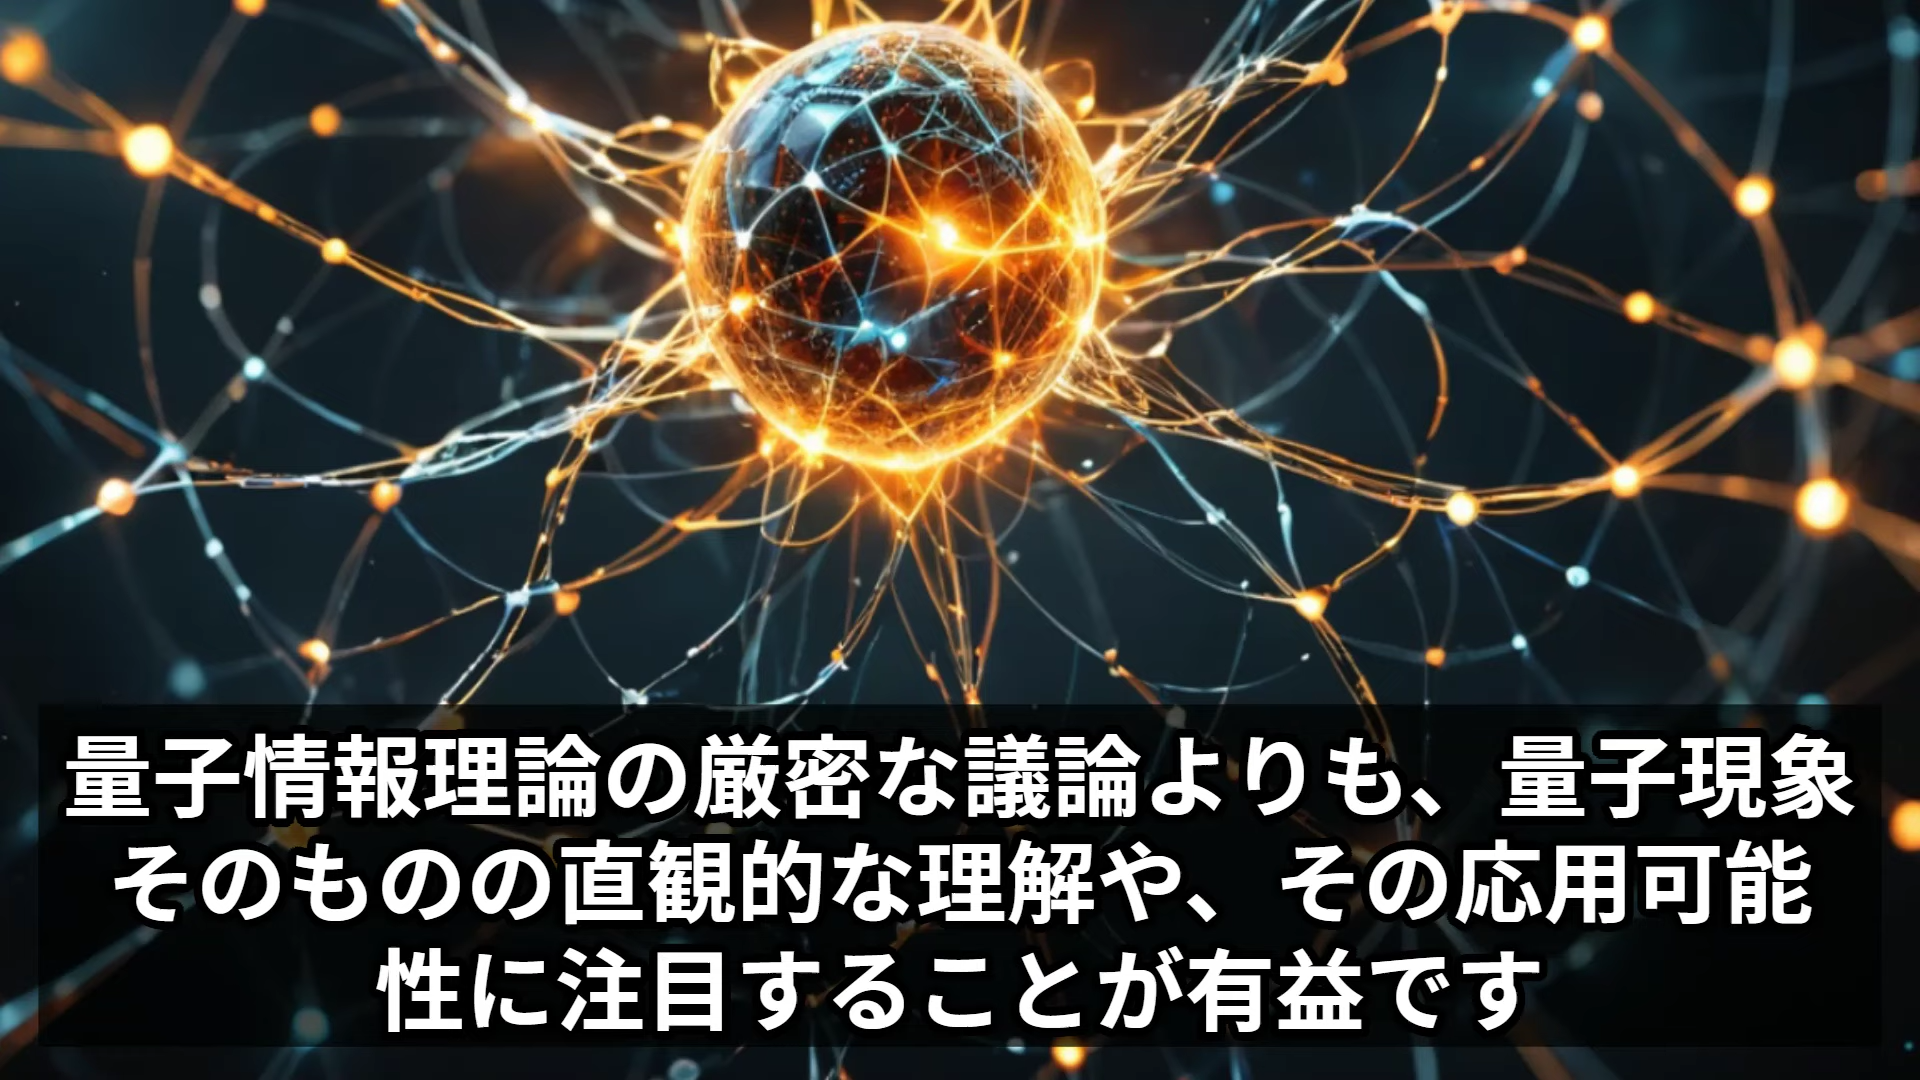 量子情報理論の厳密な議論よりも、量子現象
そのものの直観的な理解や、その応用可能
性に注目することが有益です